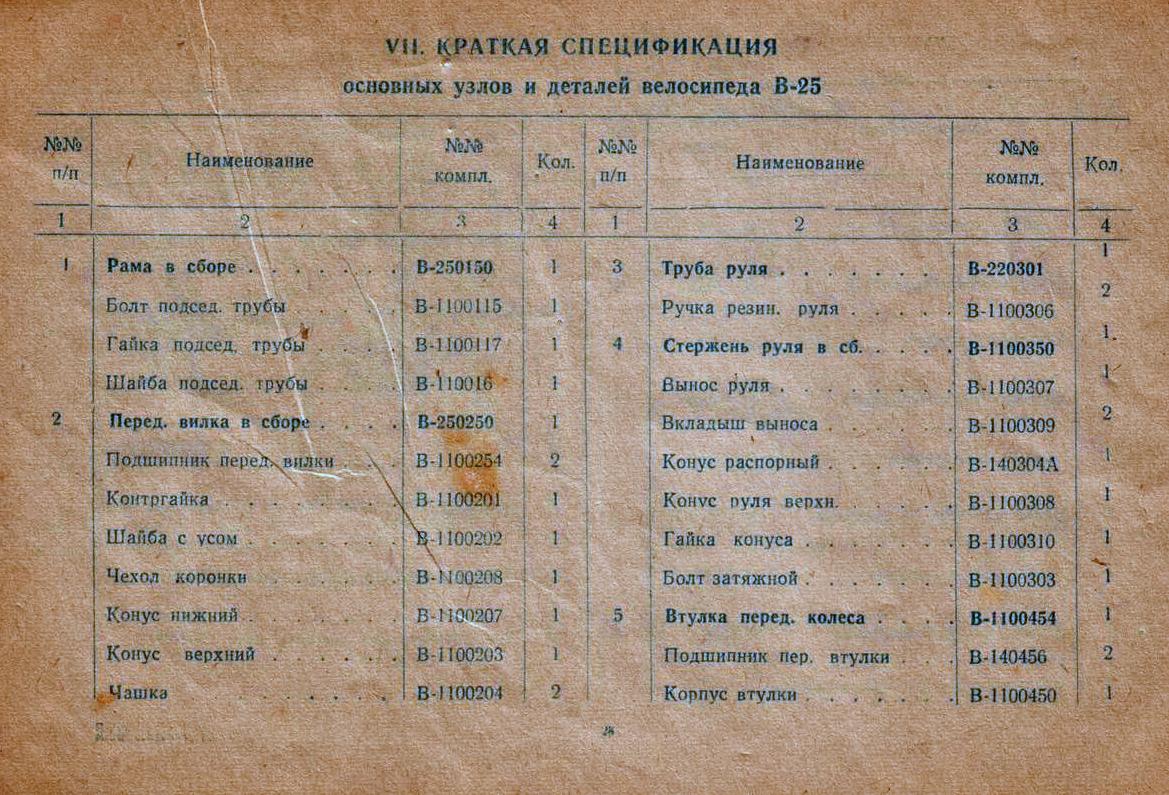 VII. КРАТКАЯ СПЕЦИФИКАЦИЯ
основных узлов и деталей велосипеда В-25
№№ п/п Наименование №№ компл. Кол. №№ п/п Наименование №№ компл. Кол.
1 2 3 4 1 2 3 4
1 Рама в сборе . . . . . . . В-250150 1 3 Труба руля . . . . . . . В-220301 1
Болт подсед. трубы . . . . В-1100115 1 Ручка резин. руля . . . . . В-1100306 2
Гайка подсед. трубы . . . . В-1100117 1 4 Стержень руля в сб. . . . . В-1100350 1.
Шайба подсед. трубы . . . . В-110016 1 Вынос руля . . . . . . . . В-1100307 1
2 Перед. вилка в сборе . . . . В-250250 1 Вкладыш выноса . . . . . . В-1100309 2
Подшипник перед. вилки . . . В-1100254 2 Конус распорный . . . . . . В-140304А 1
Контргайка . . . . . . . . В-1100201 1 Конус руля верхн. . . . . . В-1100308 1
Шайба с усом . . . . . . . В-1100202 1 Гайка конуса . . . . . . . В-1100310 1
Чехол коронки . . . . . . . В-1100208 1 Болт затяжной . . . . . . . В-1100303 1
Конус нижний . . . . . . . В-1100207 1 5 Втулка перед. колеса . . . . В-1100454 1
Конус верхний . . . . . . . В-1100203 1 Подшипник пер. втулки . . . В-140456 2
Чашка . . . . . . . В-1100204 2 Корпус втулки . . . . . . . В-1100450 1